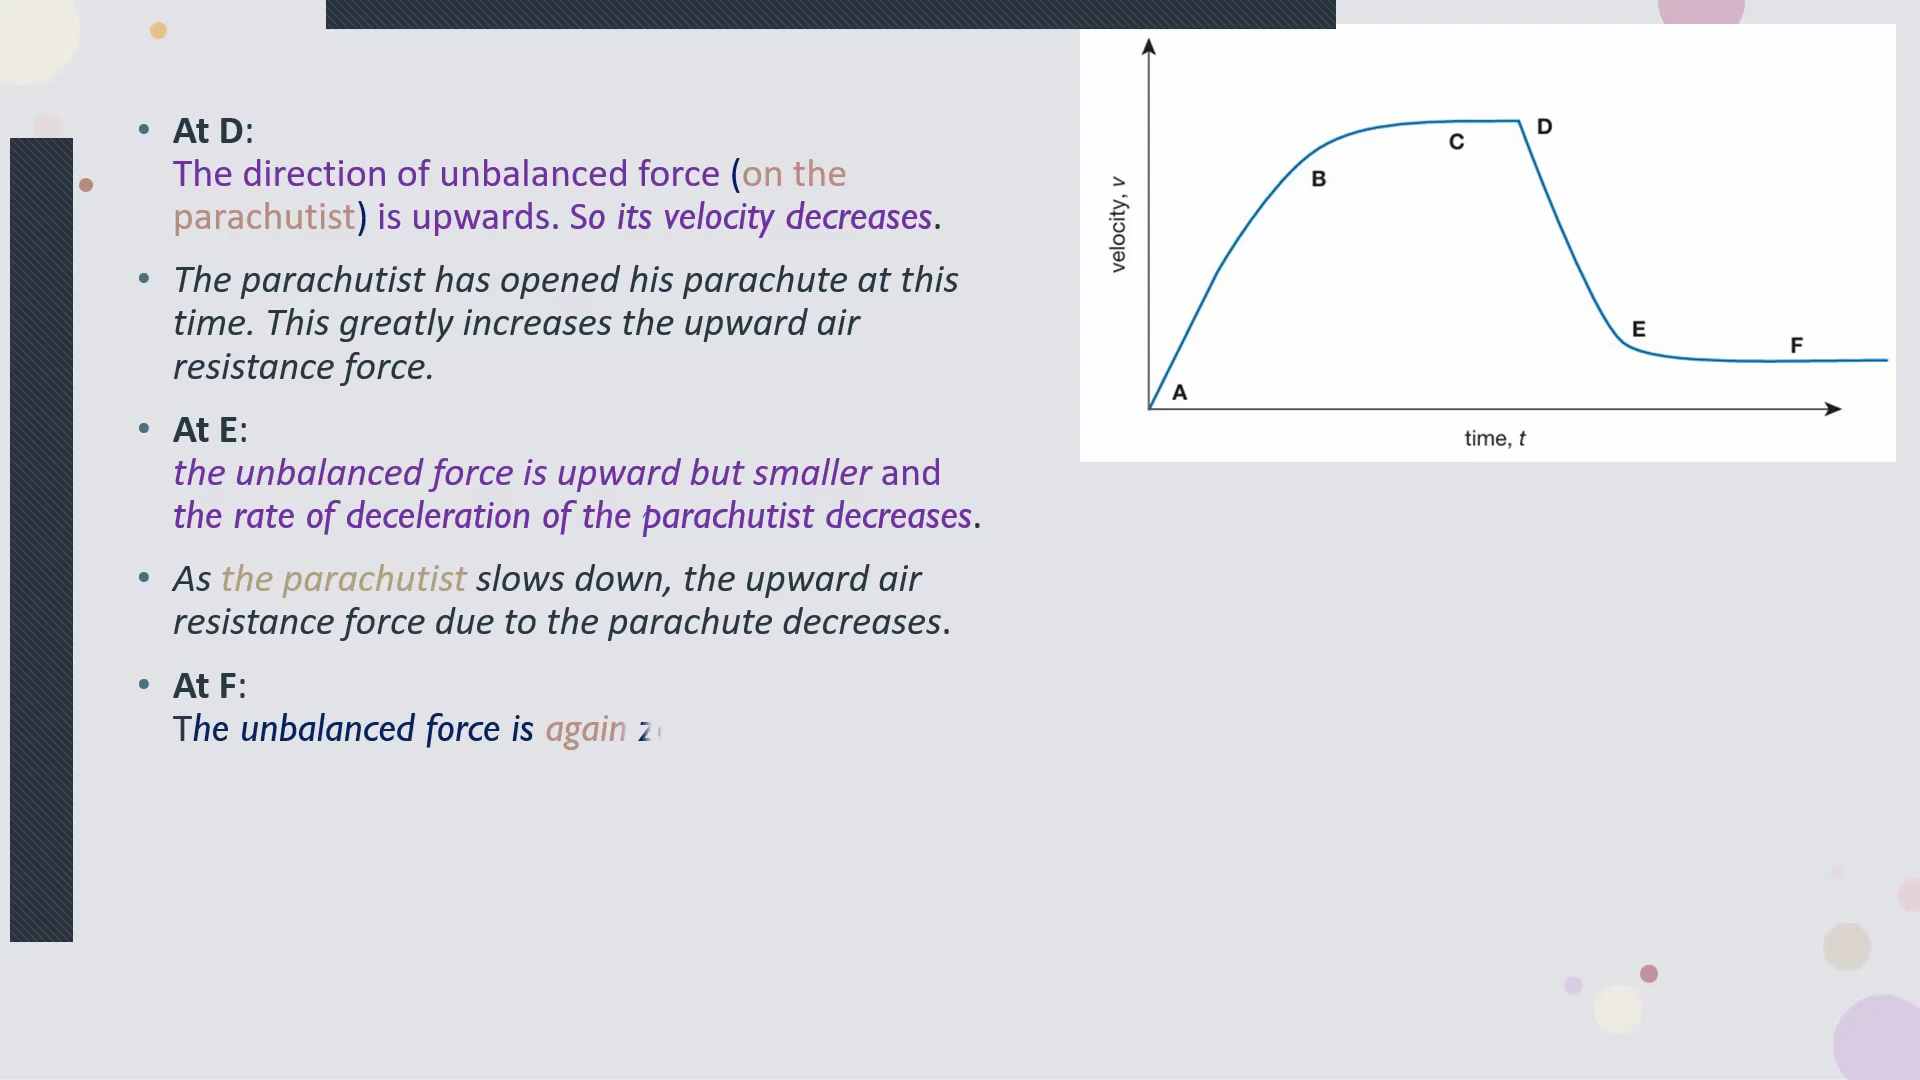 At D:
The direction of unbalanced force (on the
parachutist) is upwards. So its velocity decreases.
The parachutist has opened his parachute at this
time. This greatly increases the upward air
resistance force.
At E:
the unbalanced force is upward but smaller and
the rate of deceleration of the parachutist decreases.
As the parachutist slows down, the upward air
resistance force due to the parachute decreases.
At F:
The unbalanced force is again
velocity, v
A
B
C
D
E
F
time, t